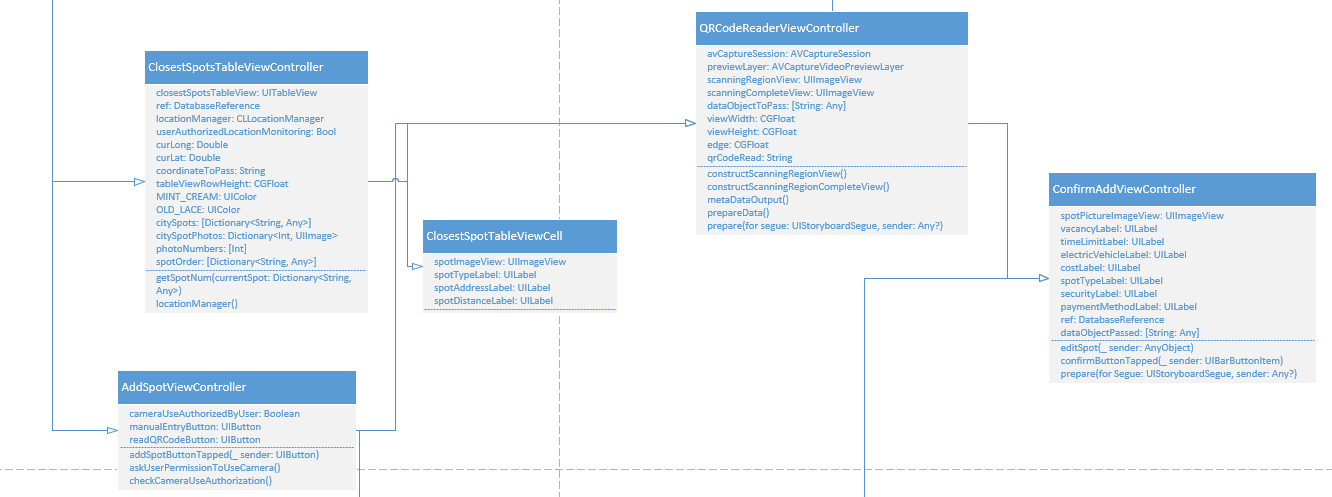 QRCodeReaderViewController
avCaptureSession: AVCaptureSession
previewLayer: AVCaptureVideoPreviewLayer
scanningRegionView: UIImageView
scanningCompleteView: UIImageView
dataObjectToPass: [String: Any]
viewWidth: CGFloat
viewHeight: CGFloat
edge: CGFloat
qrCodeRead: String
constructScanningRegionView()
constructScanningRegionCompleteView()
metaDataOutput()
prepareData()
prepare(for segue: UIStoryboardSegue, sender: Any?)
ClosestSpotsTableViewController
closestSpotsTableView: UITableView
ref: DatabaseReference
locationManager: CLLocationManager
userAuthorizedLocationMonitoring: Bool
curLong: Double
curLat: Double
coordinateToPass: String
tableViewRowHeight: CGFloat
MINT_CREAM: UIColor
OLD_LACE: UIColor
citySpots: [Dictionary<String, Any>]
citySpotPhotos: Dictionary<Int, UIImage>
photoNumbers: [Int]
spotOrder: [Dictionary<String, Any>]
getSpotNum(currentSpot: Dictionary<String,
Any>)
locationManager()
ClosestSpotTableViewCell
spotImageView: UIImageView
spotTypeLabel: UILabel
spotAddressLabel: UILabel
spotDistanceLabel: UILabel
ConfirmAddViewController
spotPictureImageView: UIImageView
vacancyLabel: UILabel
timeLimitLabel: UILabel
electricVehicleLabel: UILabel
costLabel: UILabel
spotTypeLabel: UILabel
securityLabel: UILabel
paymentMethodLabel: UILabel
ref: DatabaseReference
dataObjectPassed: [String: Any]
editSpot(_ sender: AnyObject)
confirmButtonTapped(_ sender: UIBarButtonItem)
prepare(for Segue: UIStoryboardSegue, sender: Any?)
AddSpotViewController
cameraUseAuthorizedByUser: Boolean
manualEntryButton: UIButton
readQRCodeButton: UIButton
addSpotButtonTapped(_ sender: UIButton)
askUserPermissionToUseCamera()
checkCameraUseAuthorization()